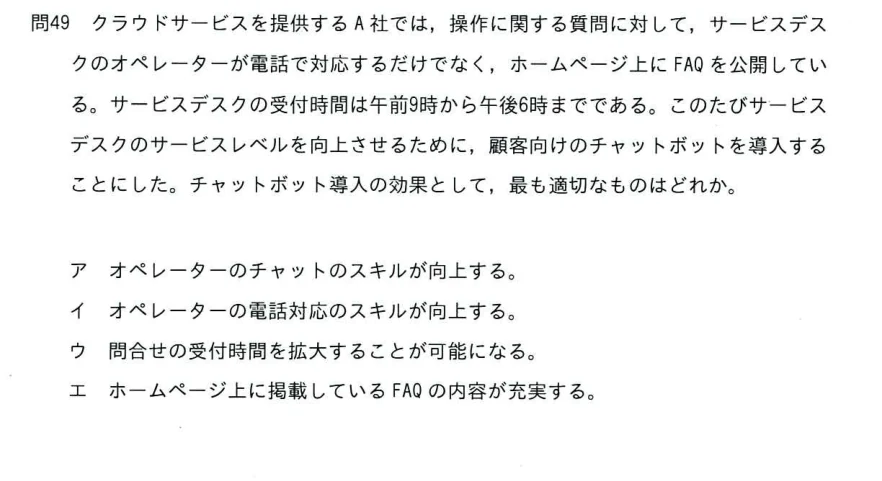 問49 クラウドサービスを提供するA社では，操作に関する質問に対して，サービスデス
クのオペレーターが電話で対応するだけでなく，ホームページ上にFAQを公開してい
る。サービスデスクの受付時間は午前9時から午後6時までである。このたびサービス
デスクのサービスレベルを向上させるために，顧客向けのチャットボットを導入する
ことにした。チャットボット導入の効果として，最も適切なものはどれか。
ア オペレーターのチャットのスキルが向上する。
イ オペレーターの電話対応のスキルが向上する。
ウ 問合せの受付時間を拡大することが可能になる。
エ ホームページ上に掲載しているFAQの内容が充実する。